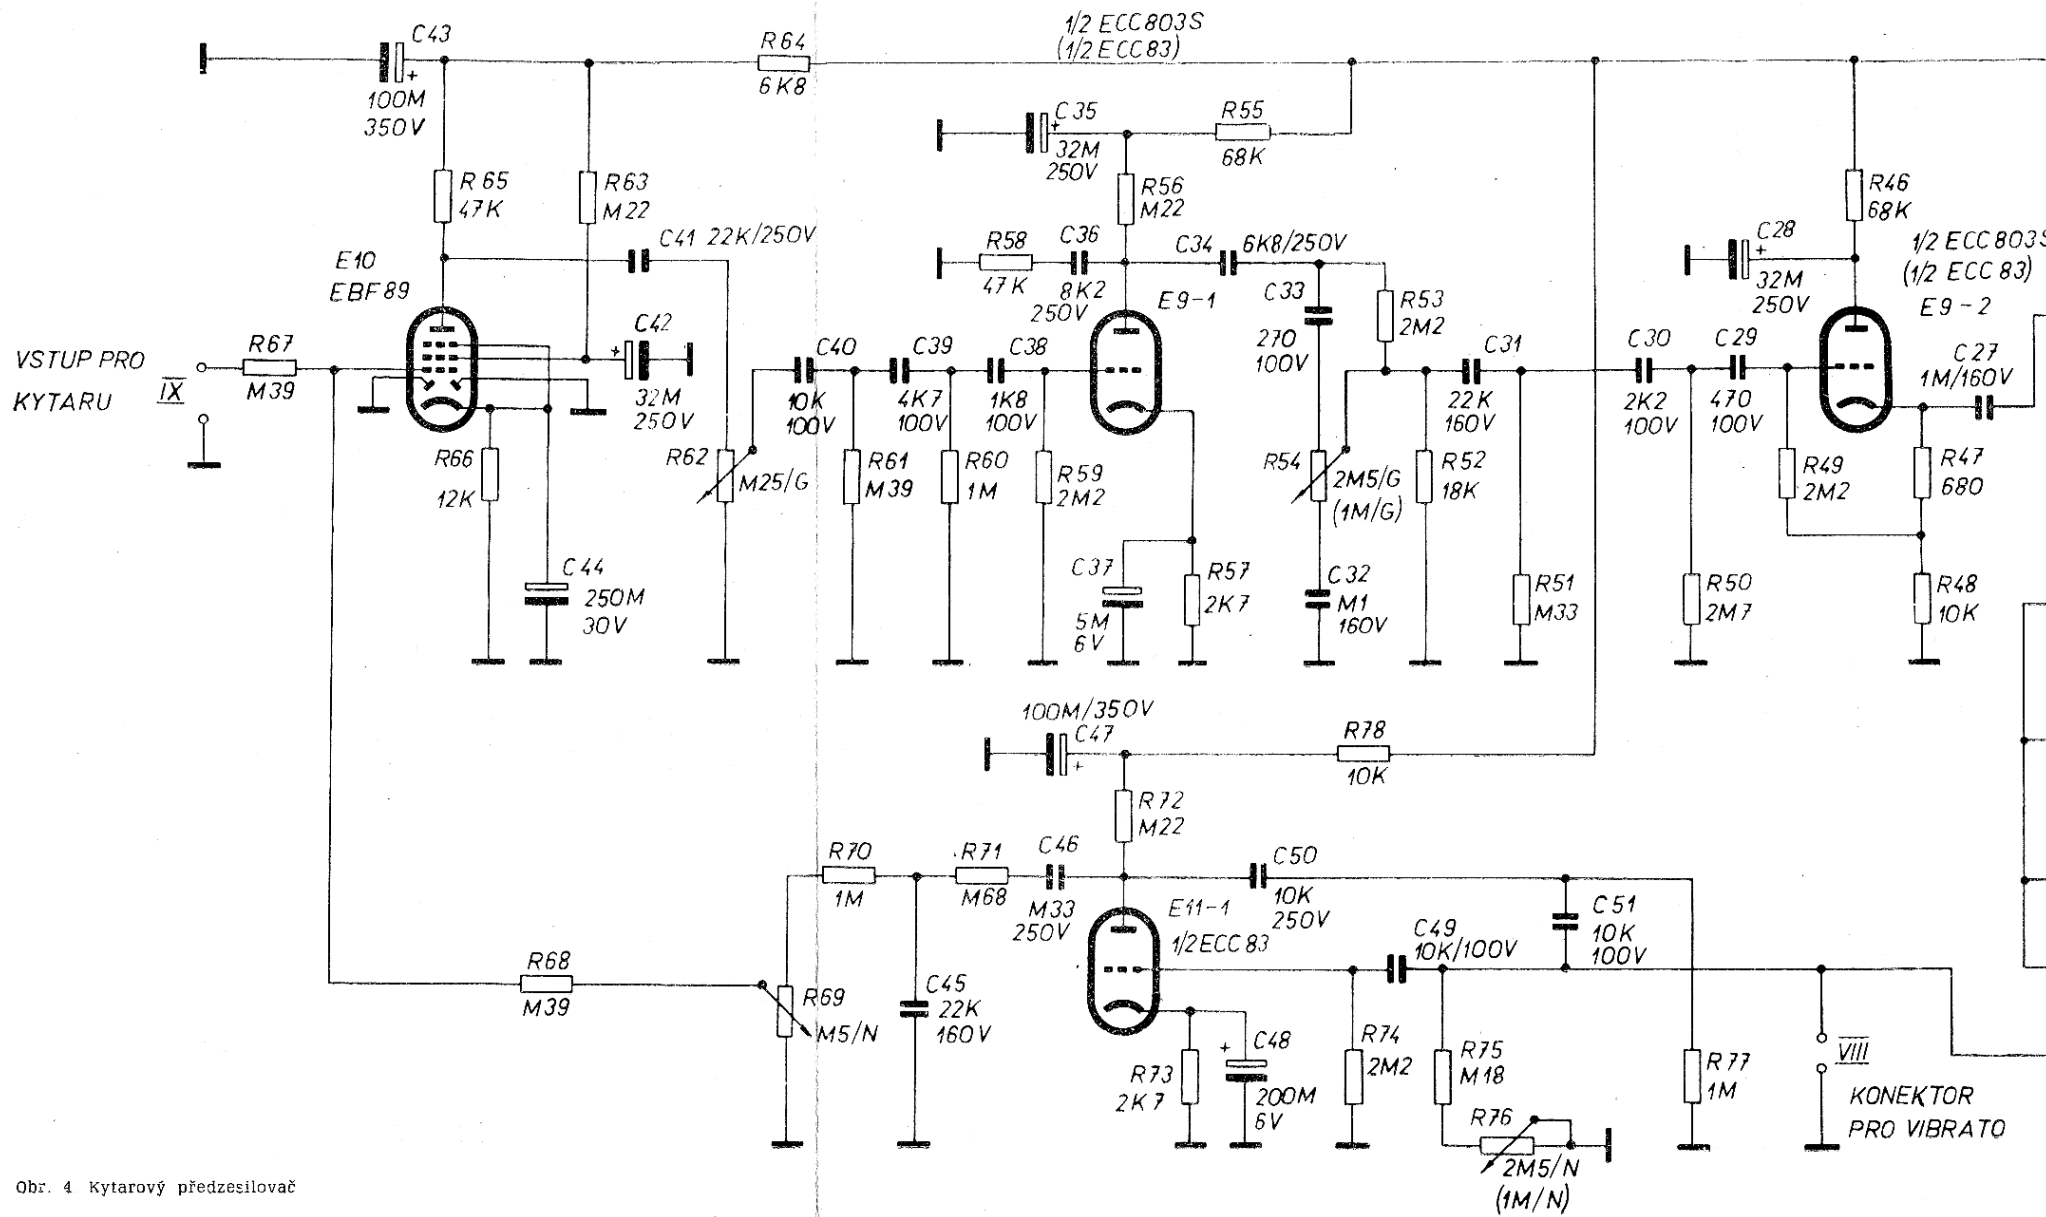 C43
100M
350V
R64
6K8
1/2 ECC803S
(1/2 ECC83)
C35
32M
250V
R55
68K
R65
47K
R63
M22
R56
M22
R46
68K
C41 22K/250V
R58
47K
C36
8K2
250V
C34
6K8/250V
C28
32M
250V
1/2 ECC803S
(1/2 ECC 83)
E9-2
E10
EBF89
E9-1
C33
270
100V
R53
2M2
C42
32M
250V
VSTUP PRO
KYTARU
IX
R67
M39
C40
10K
100V
C39
4K7
100V
C38
1K8
100V
C31
22K
160V
C30
2K2
100V
C29
470
100V
C27
1M/160V
R66
12K
R62
M25/G
R61
M39
R60
1M
R59
2M2
R54
2M5/G
(1M/G)
R52
18K
R49
2M2
R47
680
C44
250M
30V
C37
5M
6V
R57
2K7
C32
M1
160V
R51
M33
R50
2M7
R48
10K
100M/350V
C47
R78
10K
R72
M22
R70
1M
R71
M68
C46
M33
250V
C50
10K
250V
E11-1
1/2 ECC 83
C51
10K
100V
C49
10K/100V
R68
M39
R69
M5/N
C45
22K
160V
R73
2K7
C48
200M
6V
R74
2M2
R75
M18
R76
2M5/N
(1M/N)
R77
1M
VIII
KONEKTOR
PRO VIBRATO
Obr. 4 Kytarový předzesilovač